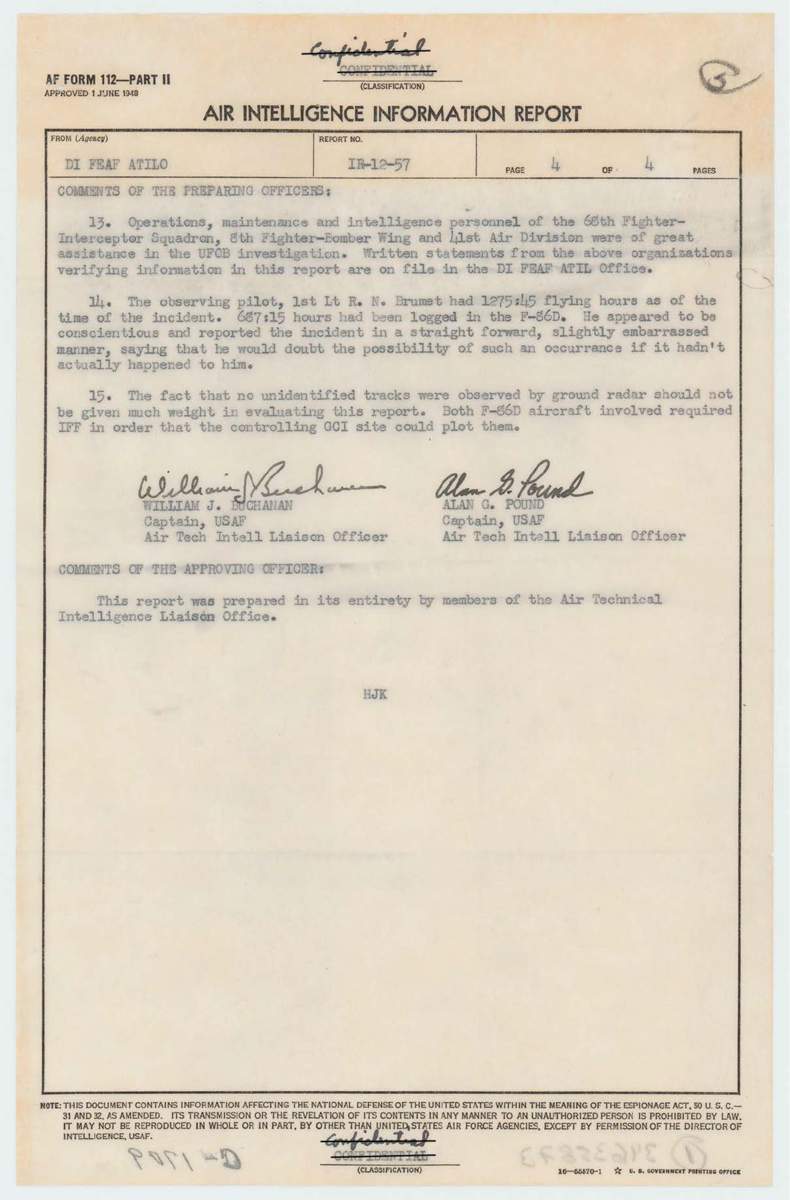 Confidential
CONFIDENTIAL
(CLASSIFICATION)
AF FORM 112—PART II
APPROVED 1 JUNE 1948
5
AIR INTELLIGENCE INFORMATION REPORT
FROM (Agency)
REPORT NO.
DI FEAF ATILO
IR-12-57
PAGE 4 OF 4 PAGES
COMMENTS OF THE PREPARING OFFICERS:
13. Operations, maintenance and intelligence personnel of the 68th Fighter-
Interceptor Squadron, 8th Fighter-Bomber Wing and 41st Air Division were of great
assistance in the UFOB investigation. Written statements from the above organizations
verifying information in this report are on file in the DI FEAF ATIL Office.
14. The observing pilot, 1st Lt R. N. Brumet had 1275:45 flying hours as of the
time of the incident. 687:15 hours had been logged in the F-86D. He appeared to be
conscientious and reported the incident in a straight forward, slightly embarrassed
manner, saying that he would doubt the possibility of such an occurrance if it hadn't
actually happened to him.
15. The fact that no unidentified tracks were observed by ground radar should not
be given much weight in evaluating this report. Both F-86D aircraft involved required
IFF in order that the controlling GCI site could plot them.
William J Buchanan
Alan G. Pound
WILLIAM J. BUCHANAN
ALAN G. POUND
Captain, USAF
Captain, USAF
Air Tech Intell Liaison Officer
Air Tech Intell Liaison Officer
COMMENTS OF THE APPROVING OFFICER:
This report was prepared in its entirety by members of the Air Technical
Intelligence Liaison Office.
HJK
NOTE: THIS DOCUMENT CONTAINS INFORMATION AFFECTING THE NATIONAL DEFENSE OF THE UNITED STATES WITHIN THE MEANING OF THE ESPIONAGE ACT, 50 U. S. C.—
31 AND 32, AS AMENDED. ITS TRANSMISSION OR THE REVELATION OF ITS CONTENTS IN ANY MANNER TO AN UNAUTHORIZED PERSON IS PROHIBITED BY LAW.
IT MAY NOT BE REPRODUCED IN WHOLE OR IN PART, BY OTHER THAN UNITED STATES AIR FORCE AGENCIES, EXCEPT BY PERMISSION OF THE DIRECTOR OF
INTELLIGENCE, USAF.
Confidential
CONFIDENTIAL
(CLASSIFICATION)
16—55570-1 ☆ U. S. GOVERNMENT PRINTING OFFICE